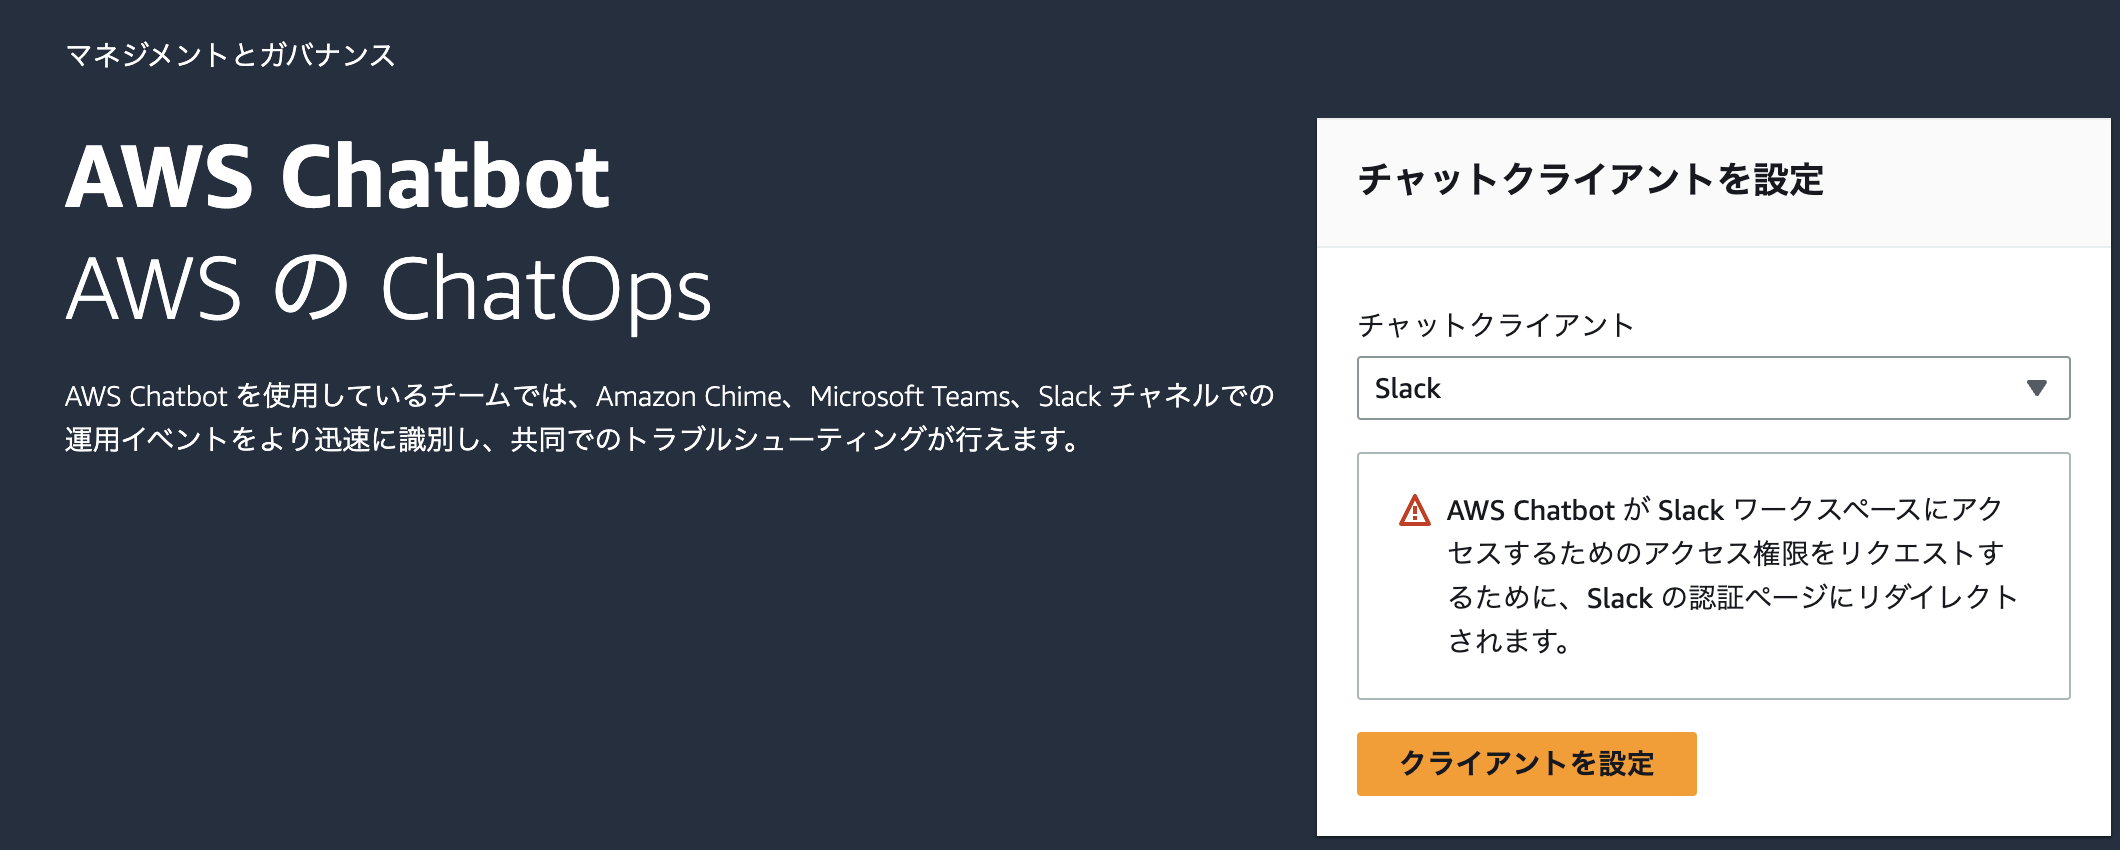 マネジメントとガバナンス
AWS Chatbot
AWS の ChatOps
AWS Chatbot を使用しているチームでは、Amazon Chime、Microsoft Teams、Slack チャネルでの
運用イベントをより迅速に識別し、共同でのトラブルシューティングが行えます。
チャットクライアントを設定
チャットクライアント
Slack
AWS Chatbot が Slack ワークスペースにアク
セスするためのアクセス権限をリクエストす
るために、Slack の認証ページにリダイレクト
されます。
クライアントを設定